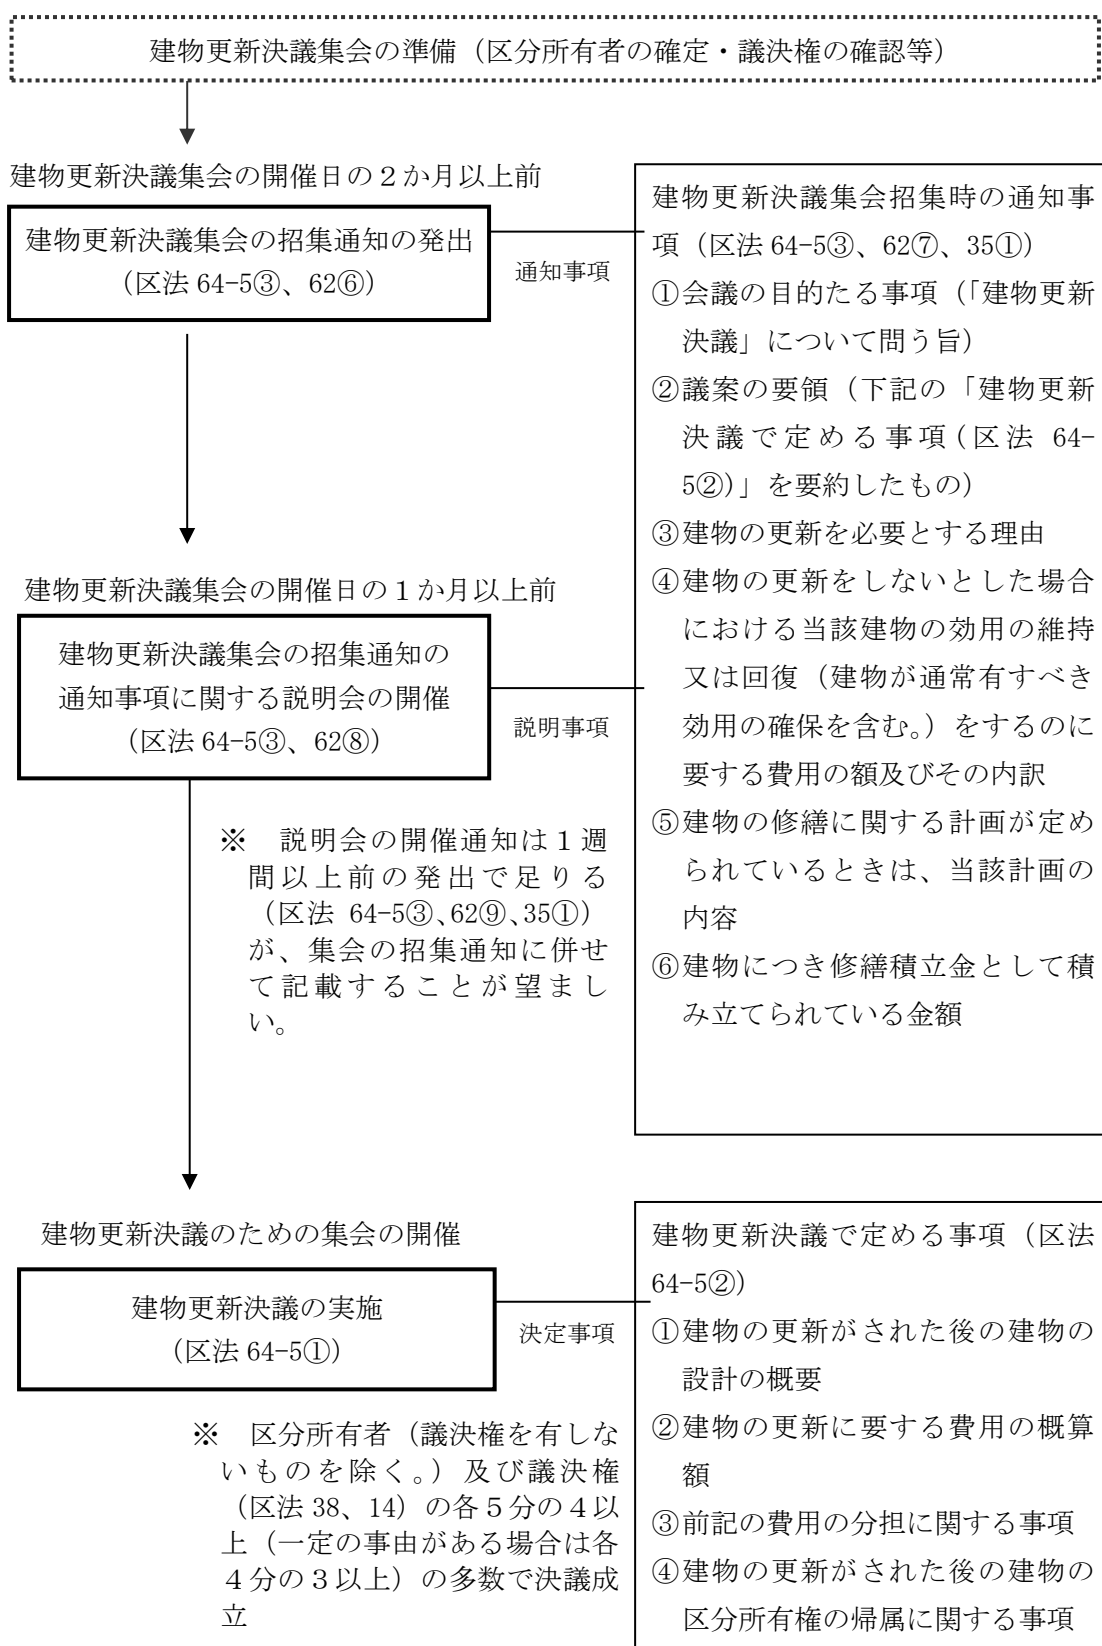 建物更新決議集会の準備（区分所有者の確定・議決権の確認等）
建物更新決議集会の開催日の２か月以上前
建物更新決議集会の招集通知の発出
（区法 64-5③、62⑥）
通知事項
建物更新決議集会招集時の通知事
項（区法 64-5③、62⑦、35①）
①会議の目的たる事項（「建物更新
決議」について問う旨）
②議案の要領（下記の「建物更新
決議で定める事項（区法 64-
5②）」を要約したもの）
③建物の更新を必要とする理由
④建物の更新をしないとした場合
における当該建物の効用の維持
又は回復（建物が通常有すべき
効用の確保を含む。）をするのに
要する費用の額及びその内訳
⑤建物の修繕に関する計画が定め
られているときは、当該計画の
内容
⑥建物につき修繕積立金として積
み立てられている金額
建物更新決議集会の開催日の１か月以上前
建物更新決議集会の招集通知の
通知事項に関する説明会の開催
（区法 64-5③、62⑧）
説明事項
※　説明会の開催通知は１週
間以上前の発出で足りる
（区法 64-5③、62⑨、35①）
が、集会の招集通知に併せ
て記載することが望まし
い。
建物更新決議のための集会の開催
建物更新決議の実施
（区法 64-5①）
決定事項
※　区分所有者（議決権を有しな
いものを除く。）及び議決権
（区法 38、14）の各５分の４以
上（一定の事由がある場合は各
４分の３以上）の多数で決議成
立
建物更新決議で定める事項（区法
64-5②）
①建物の更新がされた後の建物の
設計の概要
②建物の更新に要する費用の概算
額
③前記の費用の分担に関する事項
④建物の更新がされた後の建物の
区分所有権の帰属に関する事項